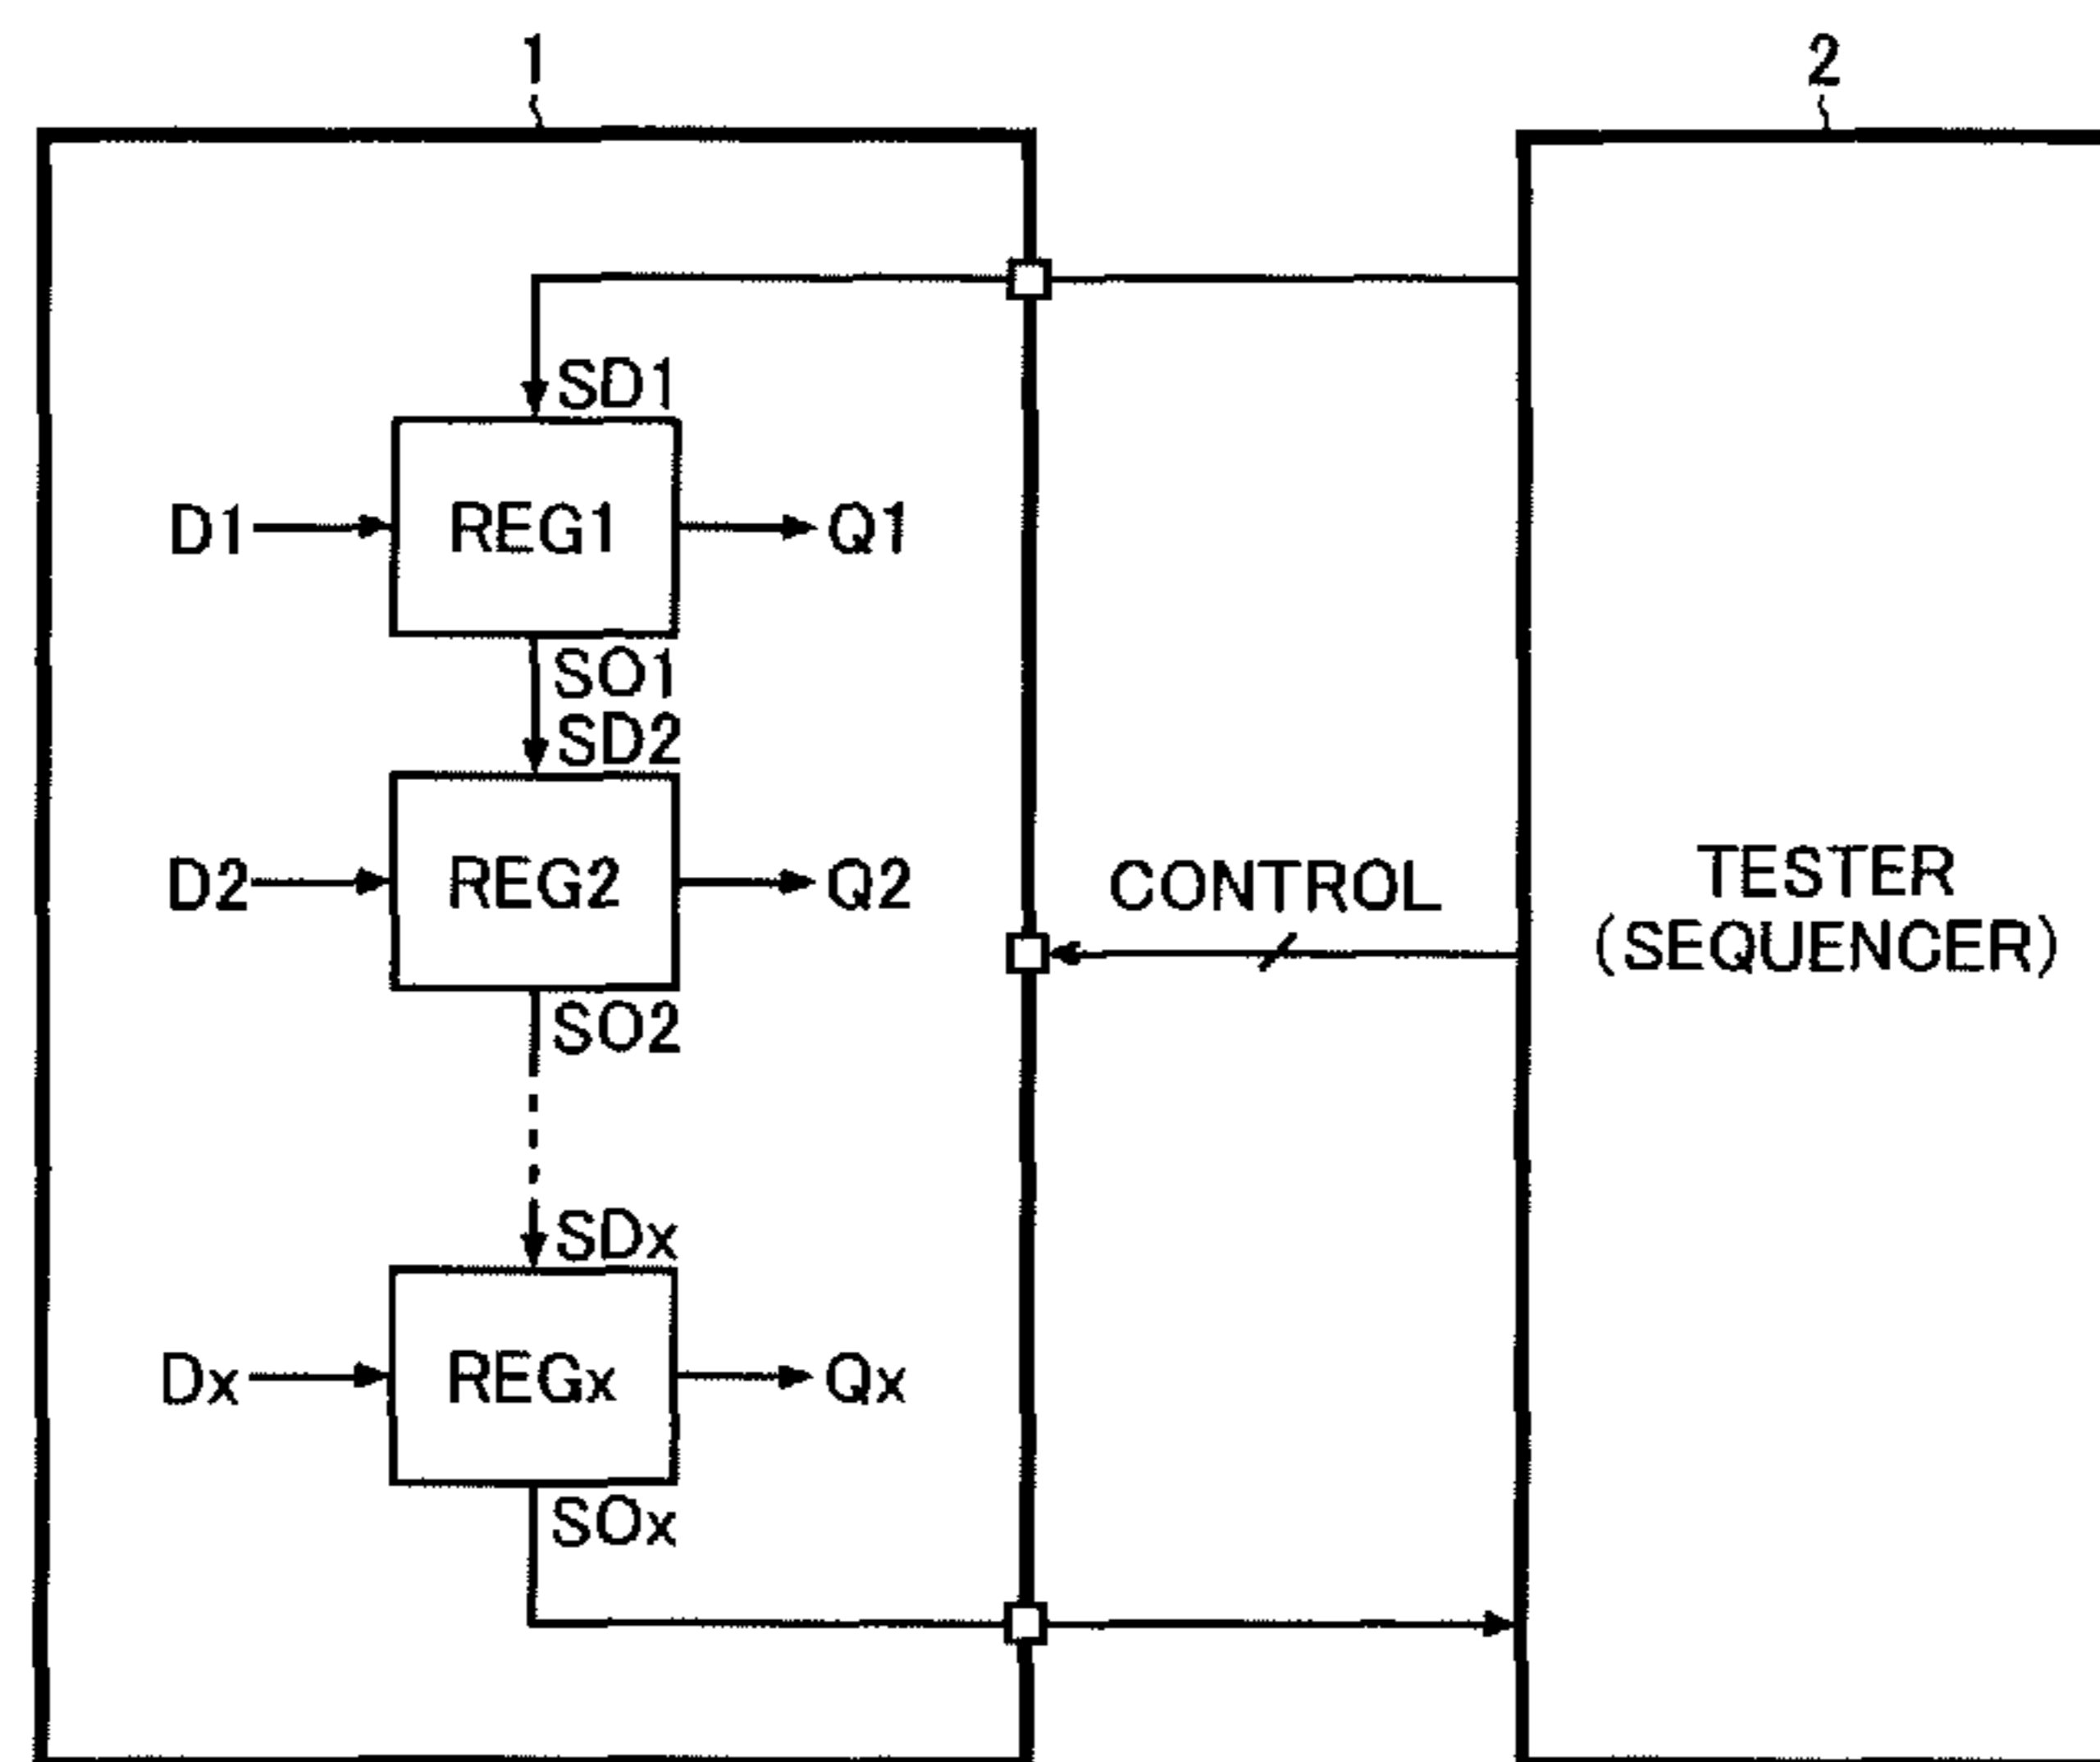 1
2
SD1
D1
REG1
Q1
SO1
SD2
D2
REG2
Q2
SO2
CONTROL
TESTER
(SEQUENCER)
SDx
Dx
REGx
Qx
SOx